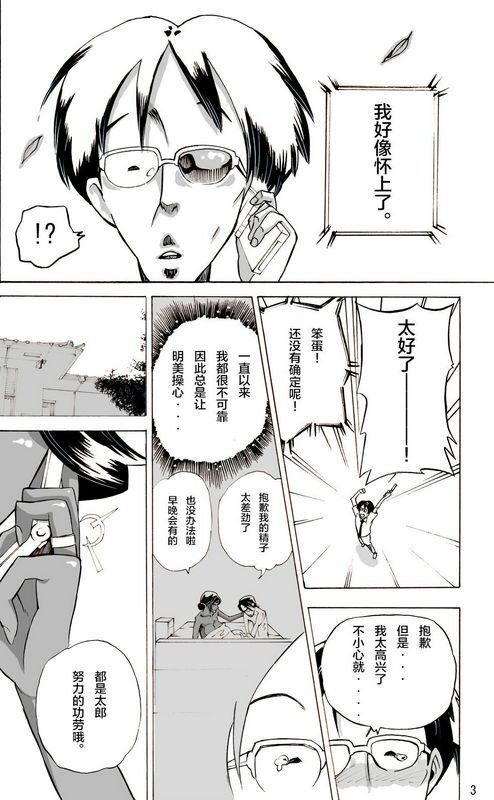 我好像怀上了。
!?
太好了——!
笨蛋!
还没有确定呢!
抱歉
但是···
我太高兴了
不小心就····
一直以来
我都很不可靠
因此总是让
明美操心···
抱歉我的精子
太差劲了
也没办法啦
早晚会有的
都是太郎
努力的功劳哦。
3